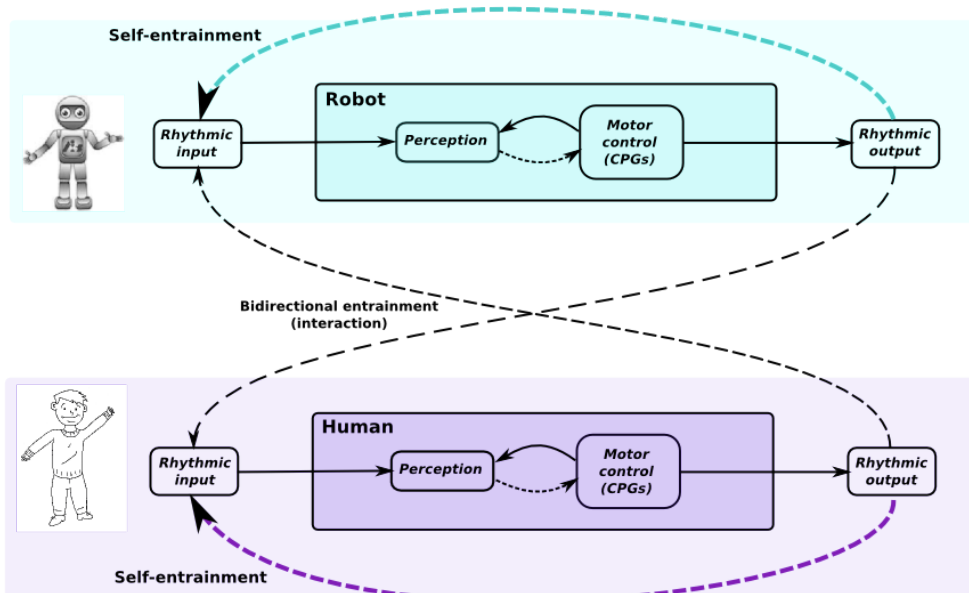 Self-entrainment
Robot
Rhythmic
input
Perception
Motor
control
(CPGs)
Rhythmic
output
Bidirectional entrainment
(interaction)
Human
Rhythmic
input
Perception
Motor
control
(CPGs)
Rhythmic
output
Self-entrainment